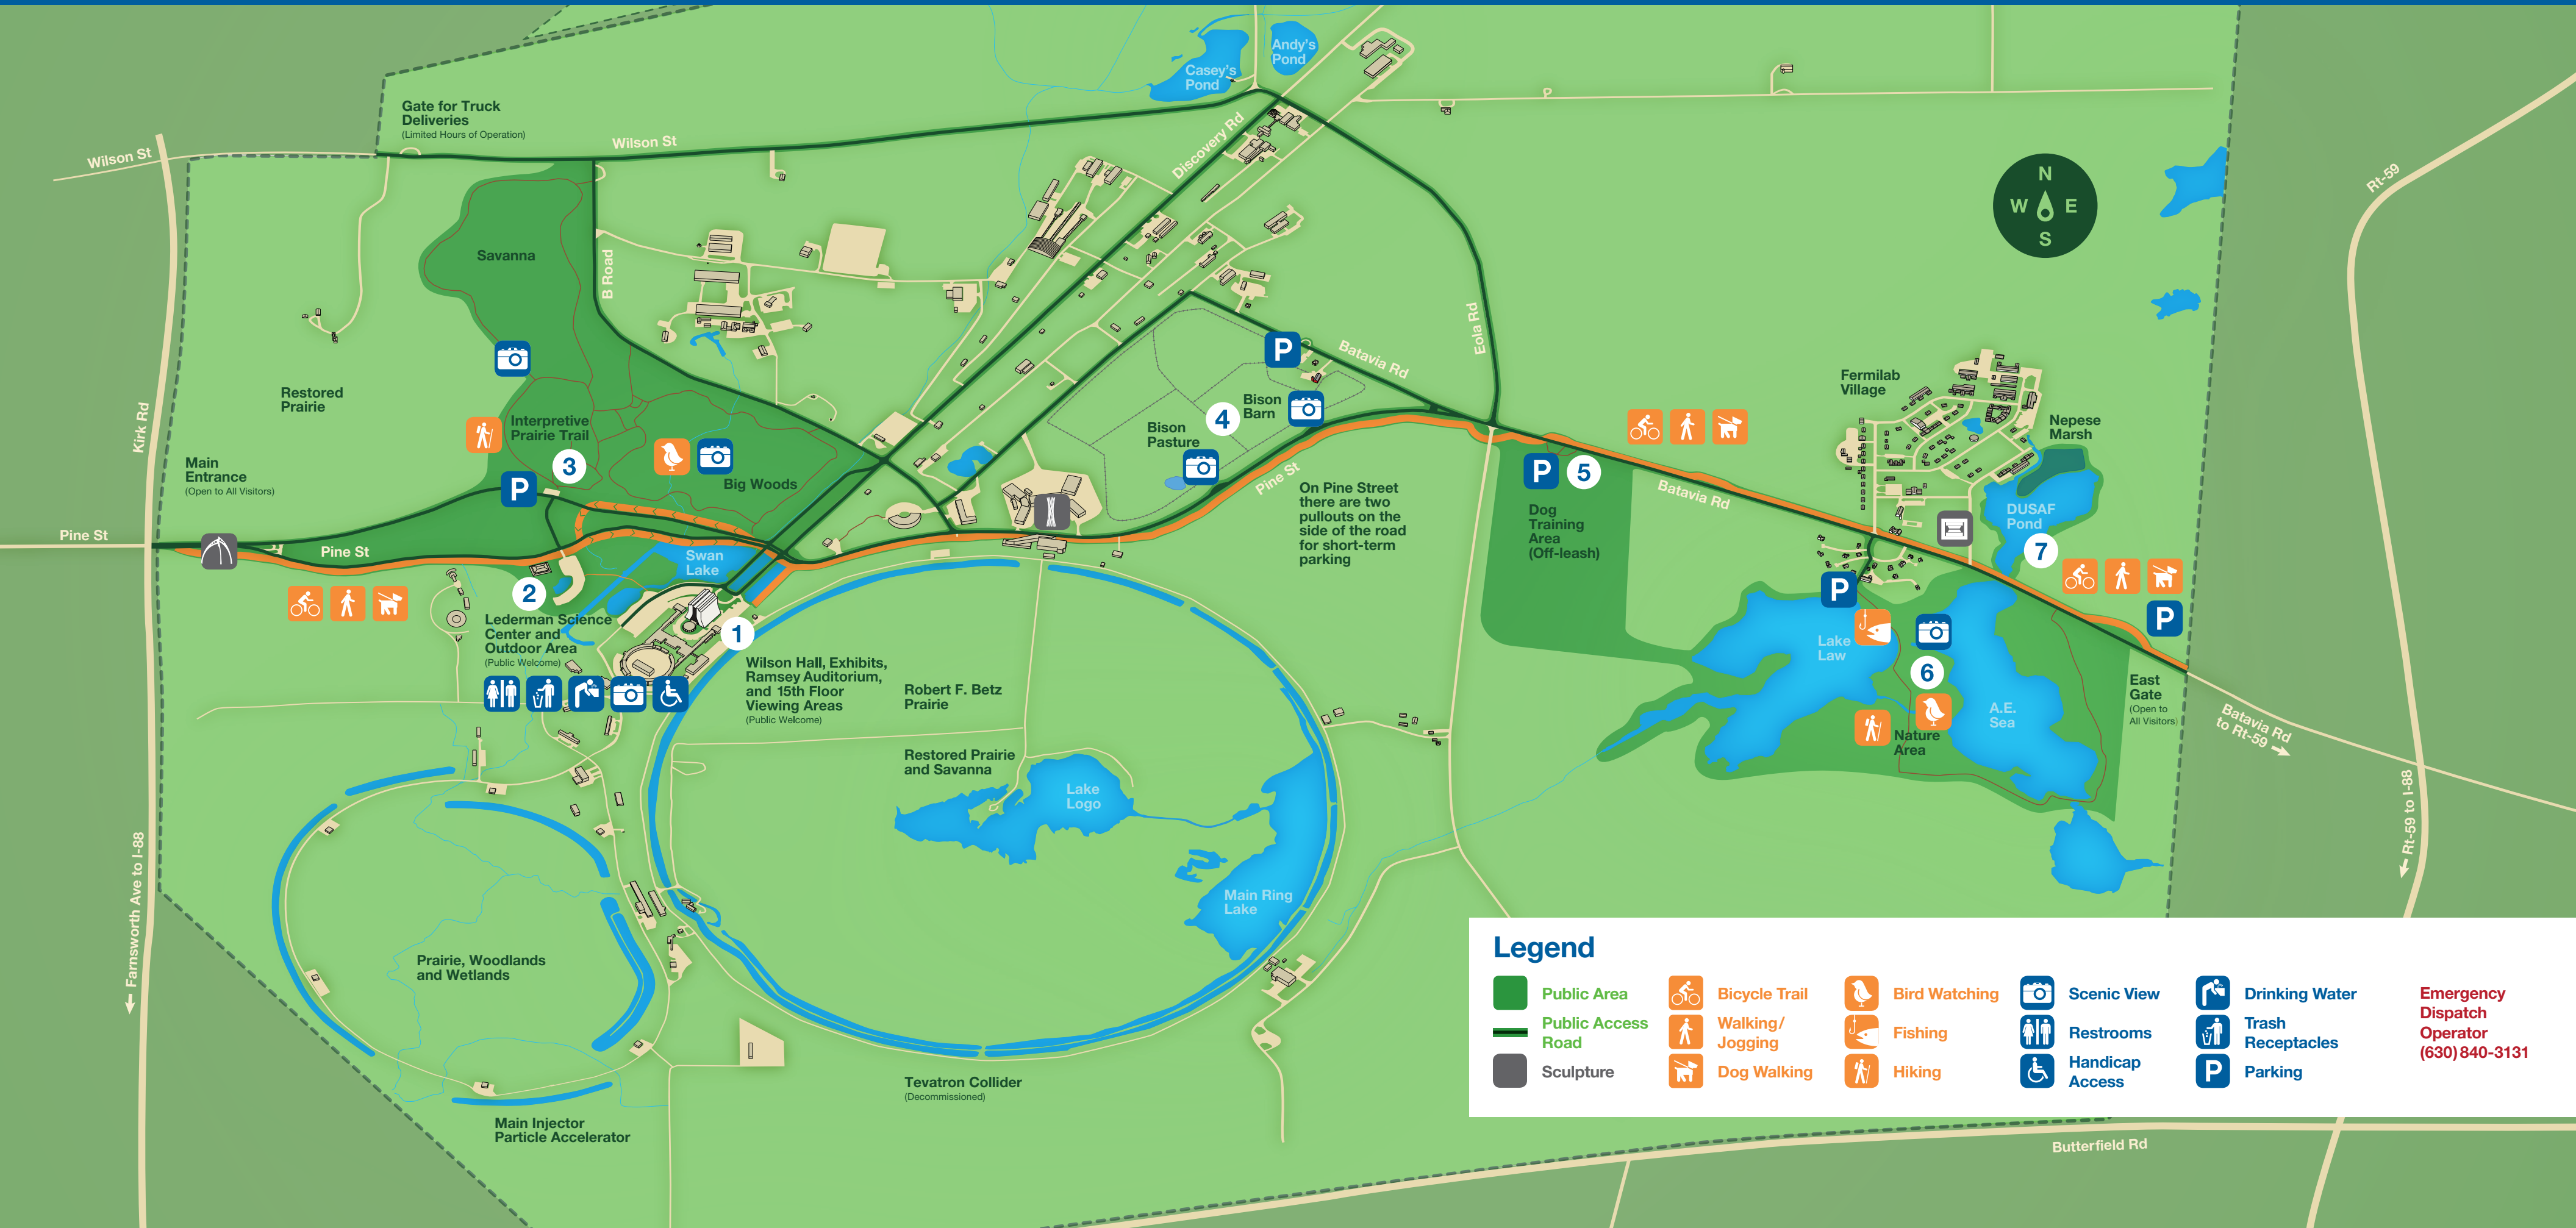 Andy's
Pond
Casey's
Pond
Gate for Truck
Deliveries
(Limited Hours of Operation)
Wilson St
Wilson St
Discovery Rd
Rt-59
N
W E
S
Savanna
B Road
Eola Rd
Batavia Rd
Restored
Prairie
Kirk Rd
Interpretive
Prairie Trail
3
Big Woods
Bison
Barn
4
Bison
Pasture
P
Fermilab
Village
Nepese
Marsh
Main
Entrance
(Open to All Visitors)
P
Pine St
Pine St
Pine St
On Pine Street
there are two
pullouts on the
side of the road
for short-term
parking
P
5
Dog
Training
Area
(Off-leash)
Batavia Rd
DUSAF
Pond
7
Swan
Lake
2
Lederman Science
Center and
Outdoor Area
(Public Welcome)
1
Wilson Hall, Exhibits,
Ramsey Auditorium,
and 15th Floor
Viewing Areas
(Public Welcome)
Robert F. Betz
Prairie
Restored Prairie
and Savanna
Lake
Logo
Main Ring
Lake
P
Lake
Law
6
A.E.
Sea
Nature
Area
P
East
Gate
(Open to
All Visitors)
Batavia Rd
to Rt-59
Rt-59 to I-88
Farnsworth Ave to I-88
Prairie, Woodlands
and Wetlands
Tevatron Collider
(Decommissioned)
Main Injector
Particle Accelerator
Butterfield Rd
Legend
Public Area
Public Access
Road
Sculpture
Bicycle Trail
Walking/
Jogging
Dog Walking
Bird Watching
Fishing
Hiking
Scenic View
Restrooms
Handicap
Access
Drinking Water
Trash
Receptacles
P
Parking
Emergency
Dispatch
Operator
(630) 840-3131